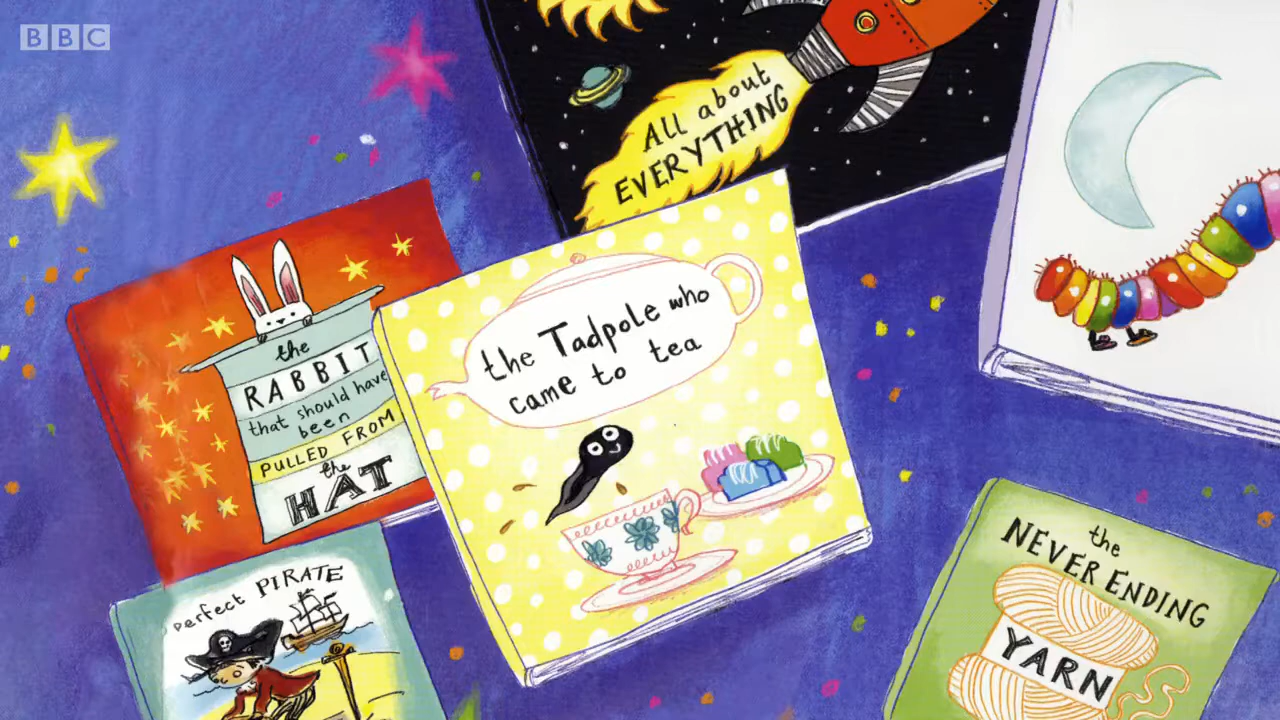 BBC
All about
EVERYTHING
the
RABBIT
that should have
been
PULLED FROM
the
HAT
the Tadpole who
came to tea
perfect PIRATE
the
NEVER ENDING
YARN